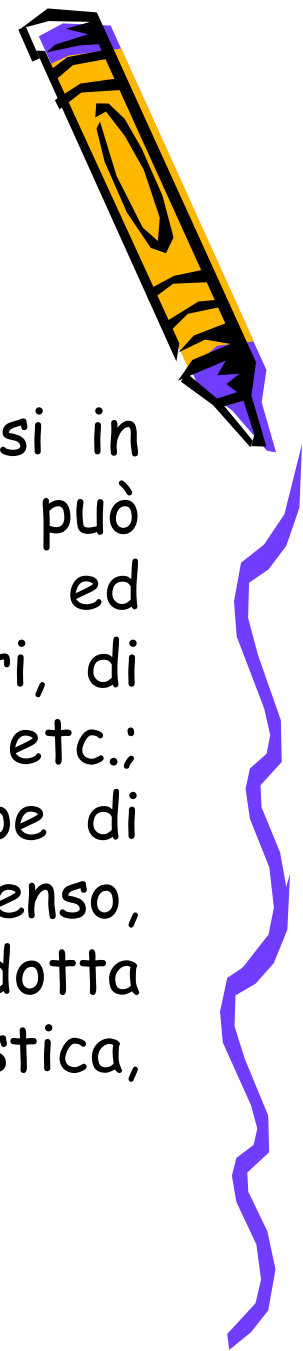 si in
può
ed
ri, di
etc.;
pe di
enso,
dotta
stica,